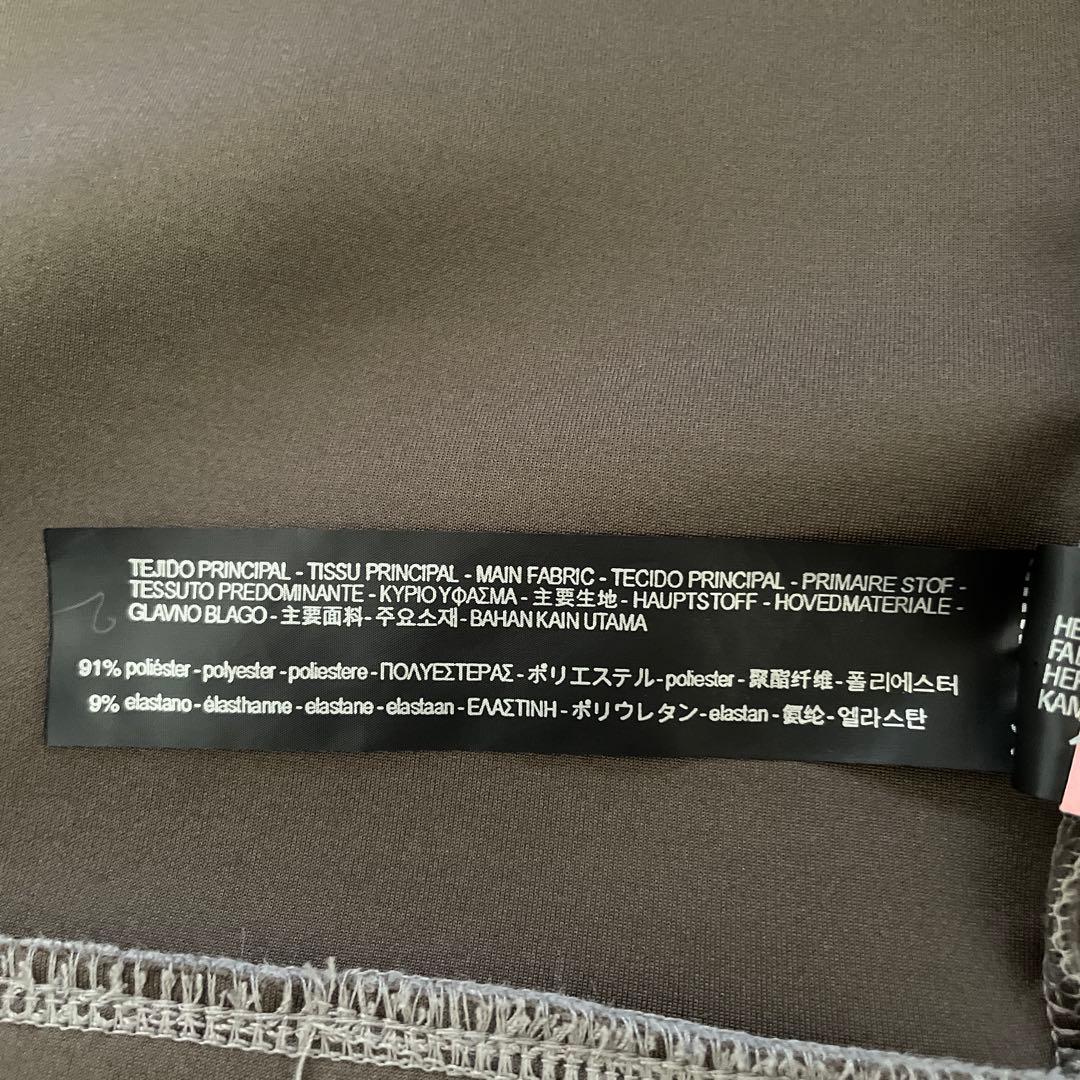 TEJIDO PRINCIPAL - TISSU PRINCIPAL - MAIN FABRIC - TECIDO PRINCIPAL - PRIMAIRE STOF -
TESSUTO PREDOMINANTE - ΚΥΡΙΟ ΥΦΑΣΜΑ - 主要生地 - HAUPTSTOFF - HOVEDMATERIALE -
GLAVNO BLAGO - 主要面料 - 주요소재 - BAHAN KAIN UTAMA
91% poliéster - polyester - poliestere - ΠΟΛΥΕΣΤΕΡΑΣ - ポリエステル - poliester - 聚酯纤维 - 폴리에스터
9% elastano - élasthanne - elastane - elastaan - ΕΛΑΣΤΙΝΗ - ポリウレタン - elastan - 氨纶 - 엘라스탄